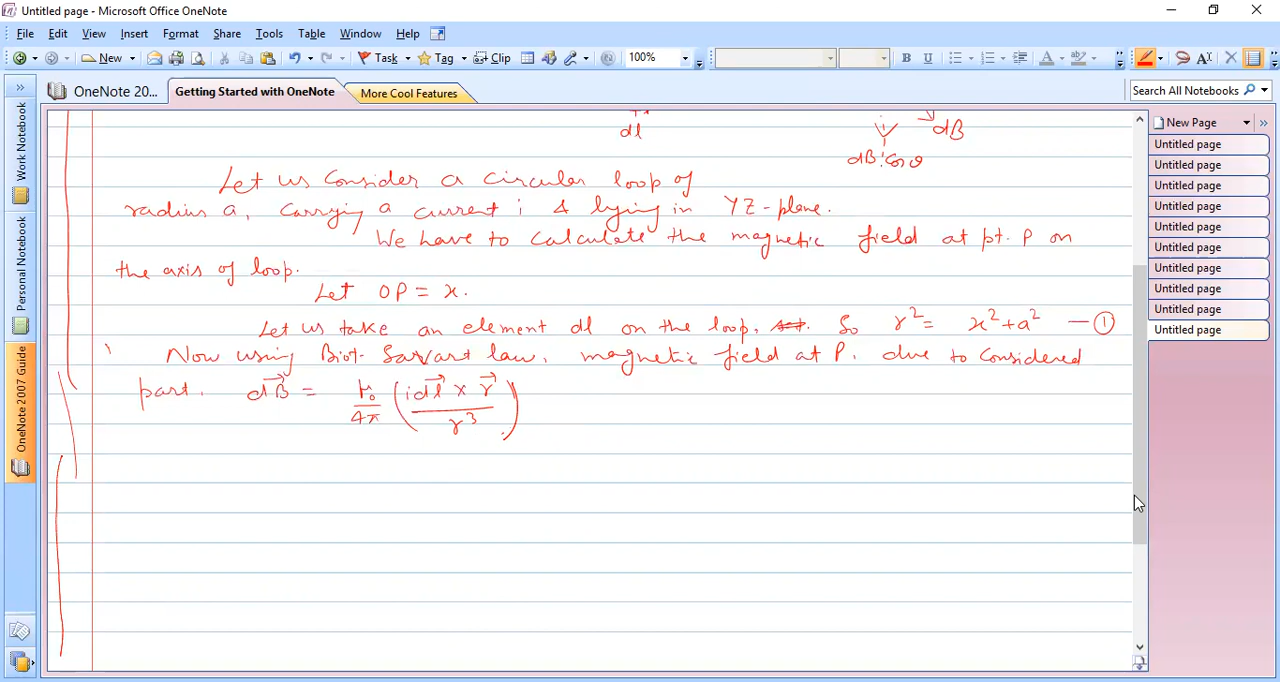 Untitled page - Microsoft Office OneNote
File Edit View Insert Format Share Tools Table Window Help
New Task Tag Clip 100% B U A ab A
OneNote 20... Getting Started with OneNote More Cool Features Search All Notebooks
Work Notebook
Personal Notebook
OneNote 2007 Guide
New Page
Untitled page
Untitled page
Untitled page
Untitled page
Untitled page
Untitled page
Untitled page
Untitled page
Untitled page
Untitled page
dl dB
dB cos θ
Let us Consider a Circular loop of
radius a, Carrying a current i & lying in YZ-plane.
We have to Calculate the magnetic field at pt. P on
the axis of loop.
Let OP = x.
Let us take an element dl on the loop, So r² = x² + a² — ①
Now using Biot-Savart law, magnetic field at P, due to Considered
part. dB⃗ = μ₀/4π (i dl⃗ × r⃗ / r³)